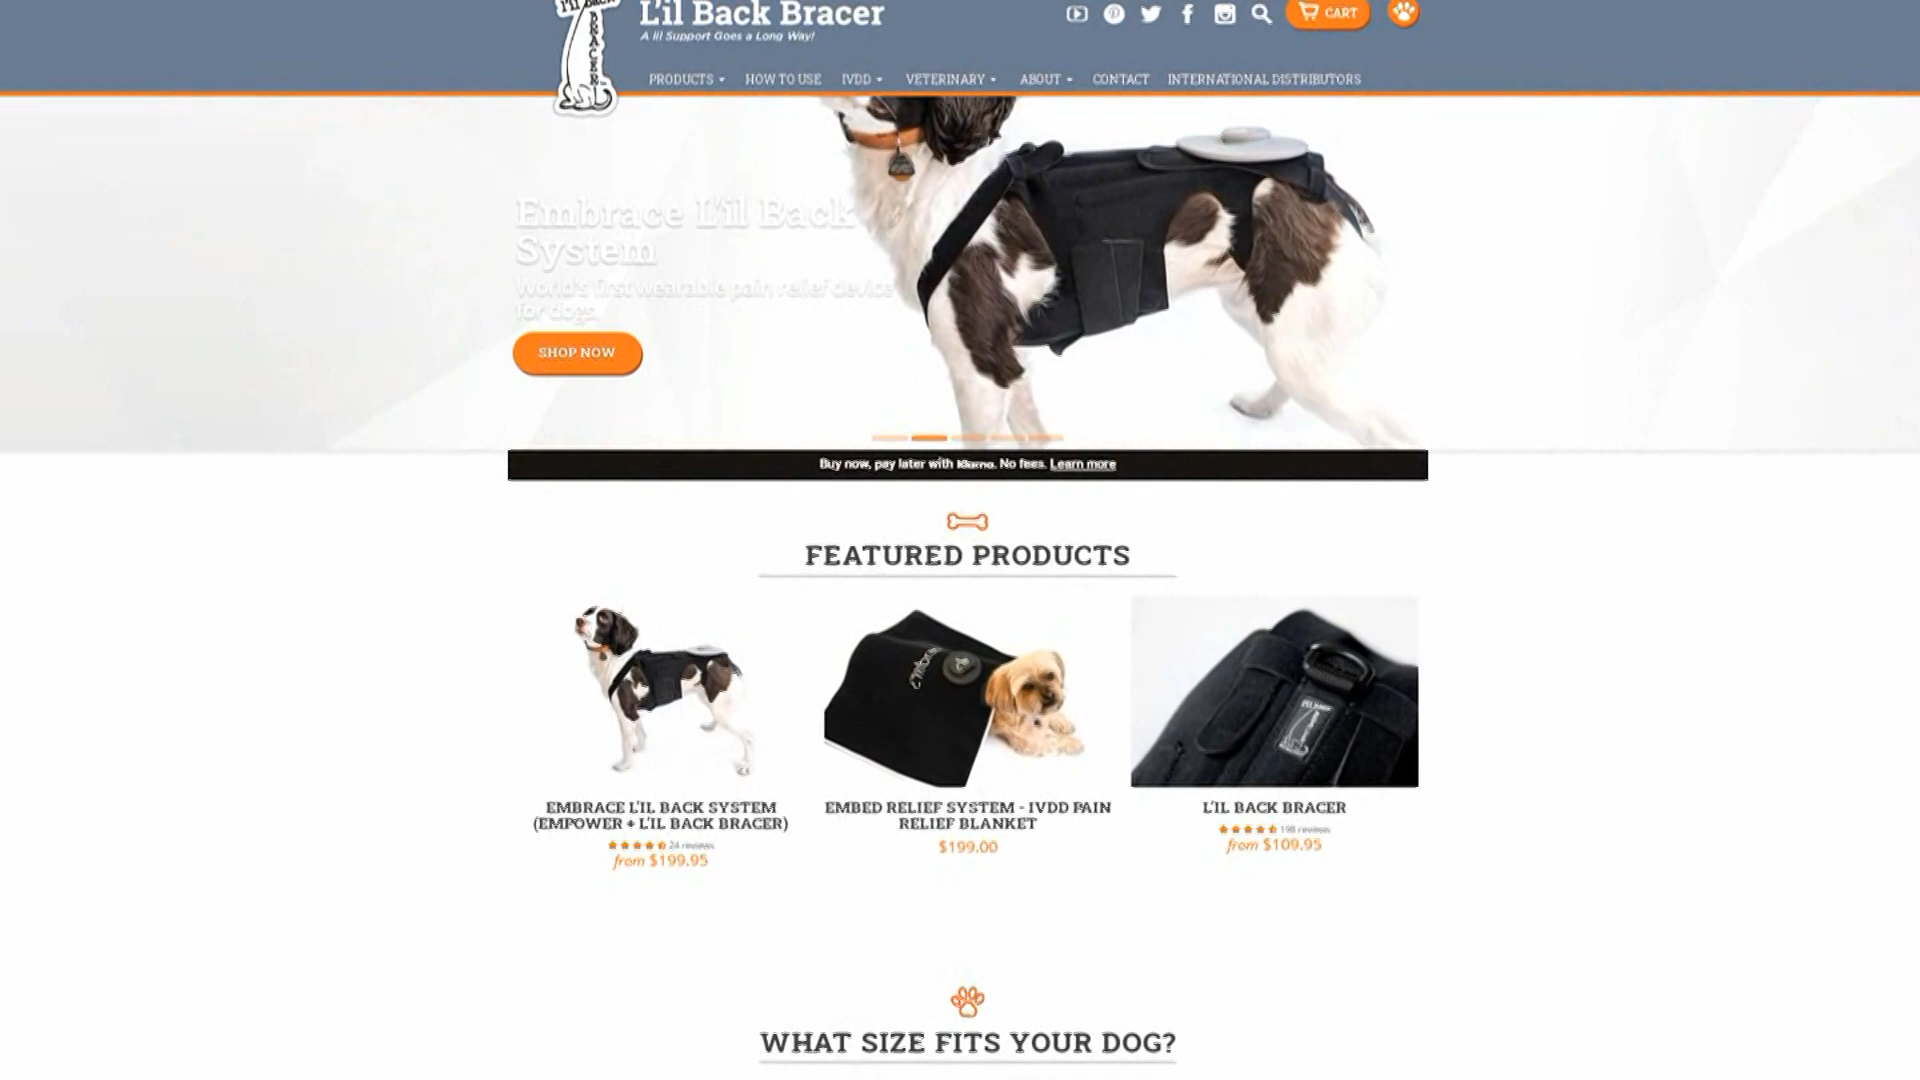 L'il Back Bracer
A lil Support Goes a Long Way!
CART
BRACER
PRODUCTS
HOW TO USE
IVDD
VETERINARY
ABOUT
CONTACT
INTERNATIONAL DISTRIBUTORS
Embrace L'il Back
System
World's first wearable pain relief device
for dogs.
SHOP NOW
Buy now, pay later with Klarna. No fees. Learn more
FEATURED PRODUCTS
EMBRACE L'IL BACK SYSTEM
(EMPOWER + L'IL BACK BRACER)
24 reviews
from $199.95
EMBED RELIEF SYSTEM - IVDD PAIN
RELIEF BLANKET
$199.00
L'IL BACK BRACER
198 reviews
from $109.95
WHAT SIZE FITS YOUR DOG?